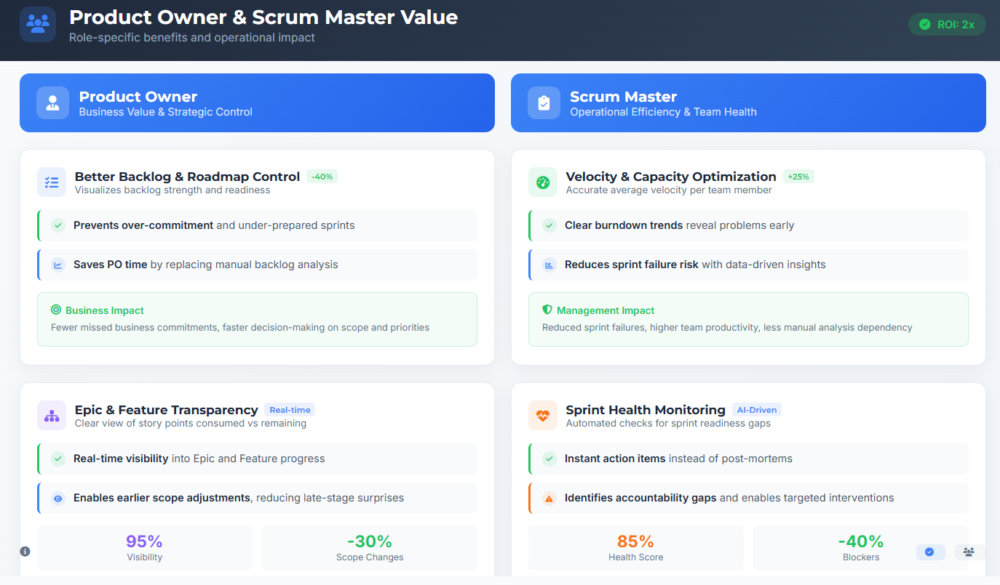 Product Owner & Scrum Master Value
Role-specific benefits and operational impact
ROI: 2x
Product Owner
Business Value & Strategic Control
Scrum Master
Operational Efficiency & Team Health
Better Backlog & Roadmap Control -40%
Visualizes backlog strength and readiness
Prevents over-commitment and under-prepared sprints
Saves PO time by replacing manual backlog analysis
Business Impact
Fewer missed business commitments, faster decision-making on scope and priorities
Velocity & Capacity Optimization +25%
Accurate average velocity per team member
Clear burndown trends reveal problems early
Reduces sprint failure risk with data-driven insights
Management Impact
Reduced sprint failures, higher team productivity, less manual analysis dependency
Epic & Feature Transparency Real-time
Clear view of story points consumed vs remaining
Real-time visibility into Epic and Feature progress
Enables earlier scope adjustments, reducing late-stage surprises
95%
Visibility
-30%
Scope Changes
Sprint Health Monitoring AI-Driven
Automated checks for sprint readiness gaps
Instant action items instead of post-mortems
Identifies accountability gaps and enables targeted interventions
85%
Health Score
-40%
Blockers